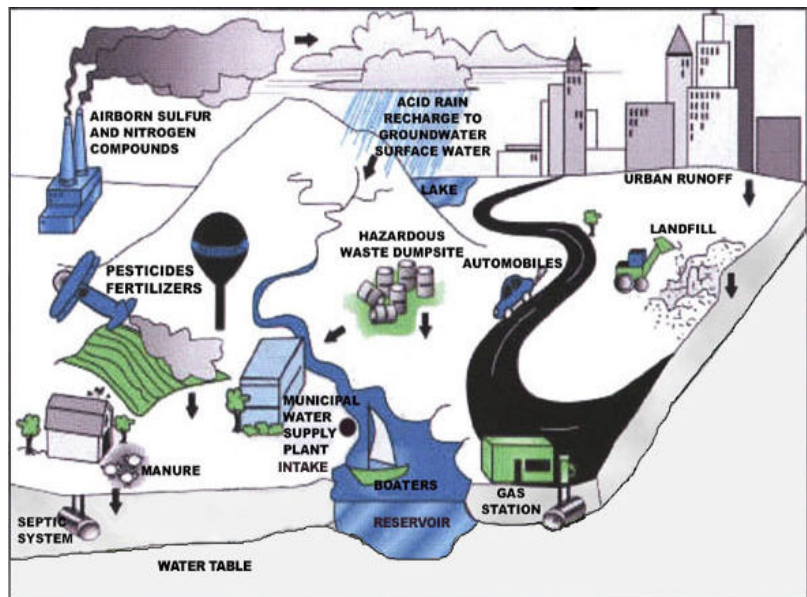 AIRBORN SULFUR
AND NITROGEN
COMPOUNDS
ACID RAIN
RECHARGE TO
GROUNDWATER
SURFACE WATER
LAKE
URBAN RUNOFF
LANDFILL
HAZARDOUS
WASTE DUMPSITE
AUTOMOBILES
PESTICIDES
FERTILIZERS
MUNICIPAL
WATER
SUPPLY
PLANT
INTAKE
MANURE
BOATERS
GAS
STATION
SEPTIC
SYSTEM
RESERVOIR
WATER TABLE